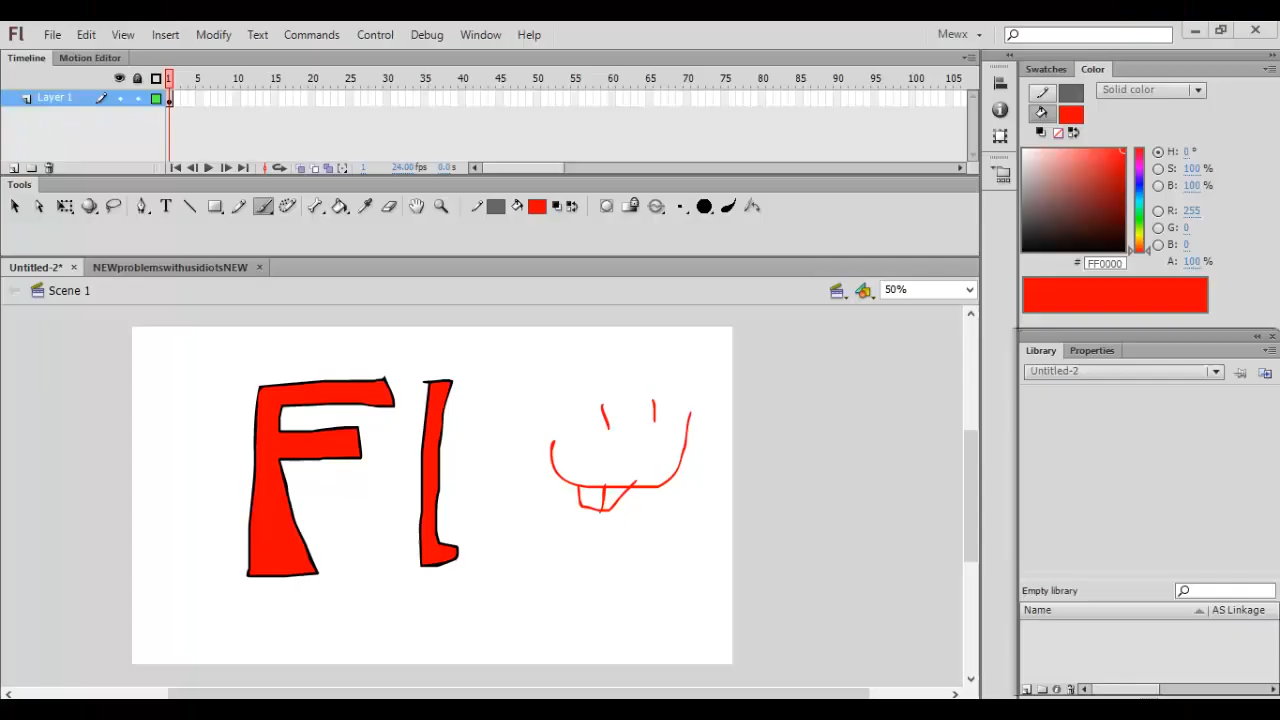 Fl File Edit View Insert Modify Text Commands Control Debug Window Help Mewx
Timeline Motion Editor
1 5 10 15 20 25 30 35 40 45 50 55 60 65 70 75 80 85 90 95 100 105
Layer 1
1 24.00 fps 0.0 s
Tools
Untitled-2* × NEWproblemswithusidiotsNEW ×
Scene 1 50%
Fl
Swatches Color
Solid color
H: 0 °
S: 100 %
B: 100 %
R: 255
G: 0
B: 0
A: 100 %
# FF0000
Library Properties
Untitled-2
Empty library
Name AS Linkage